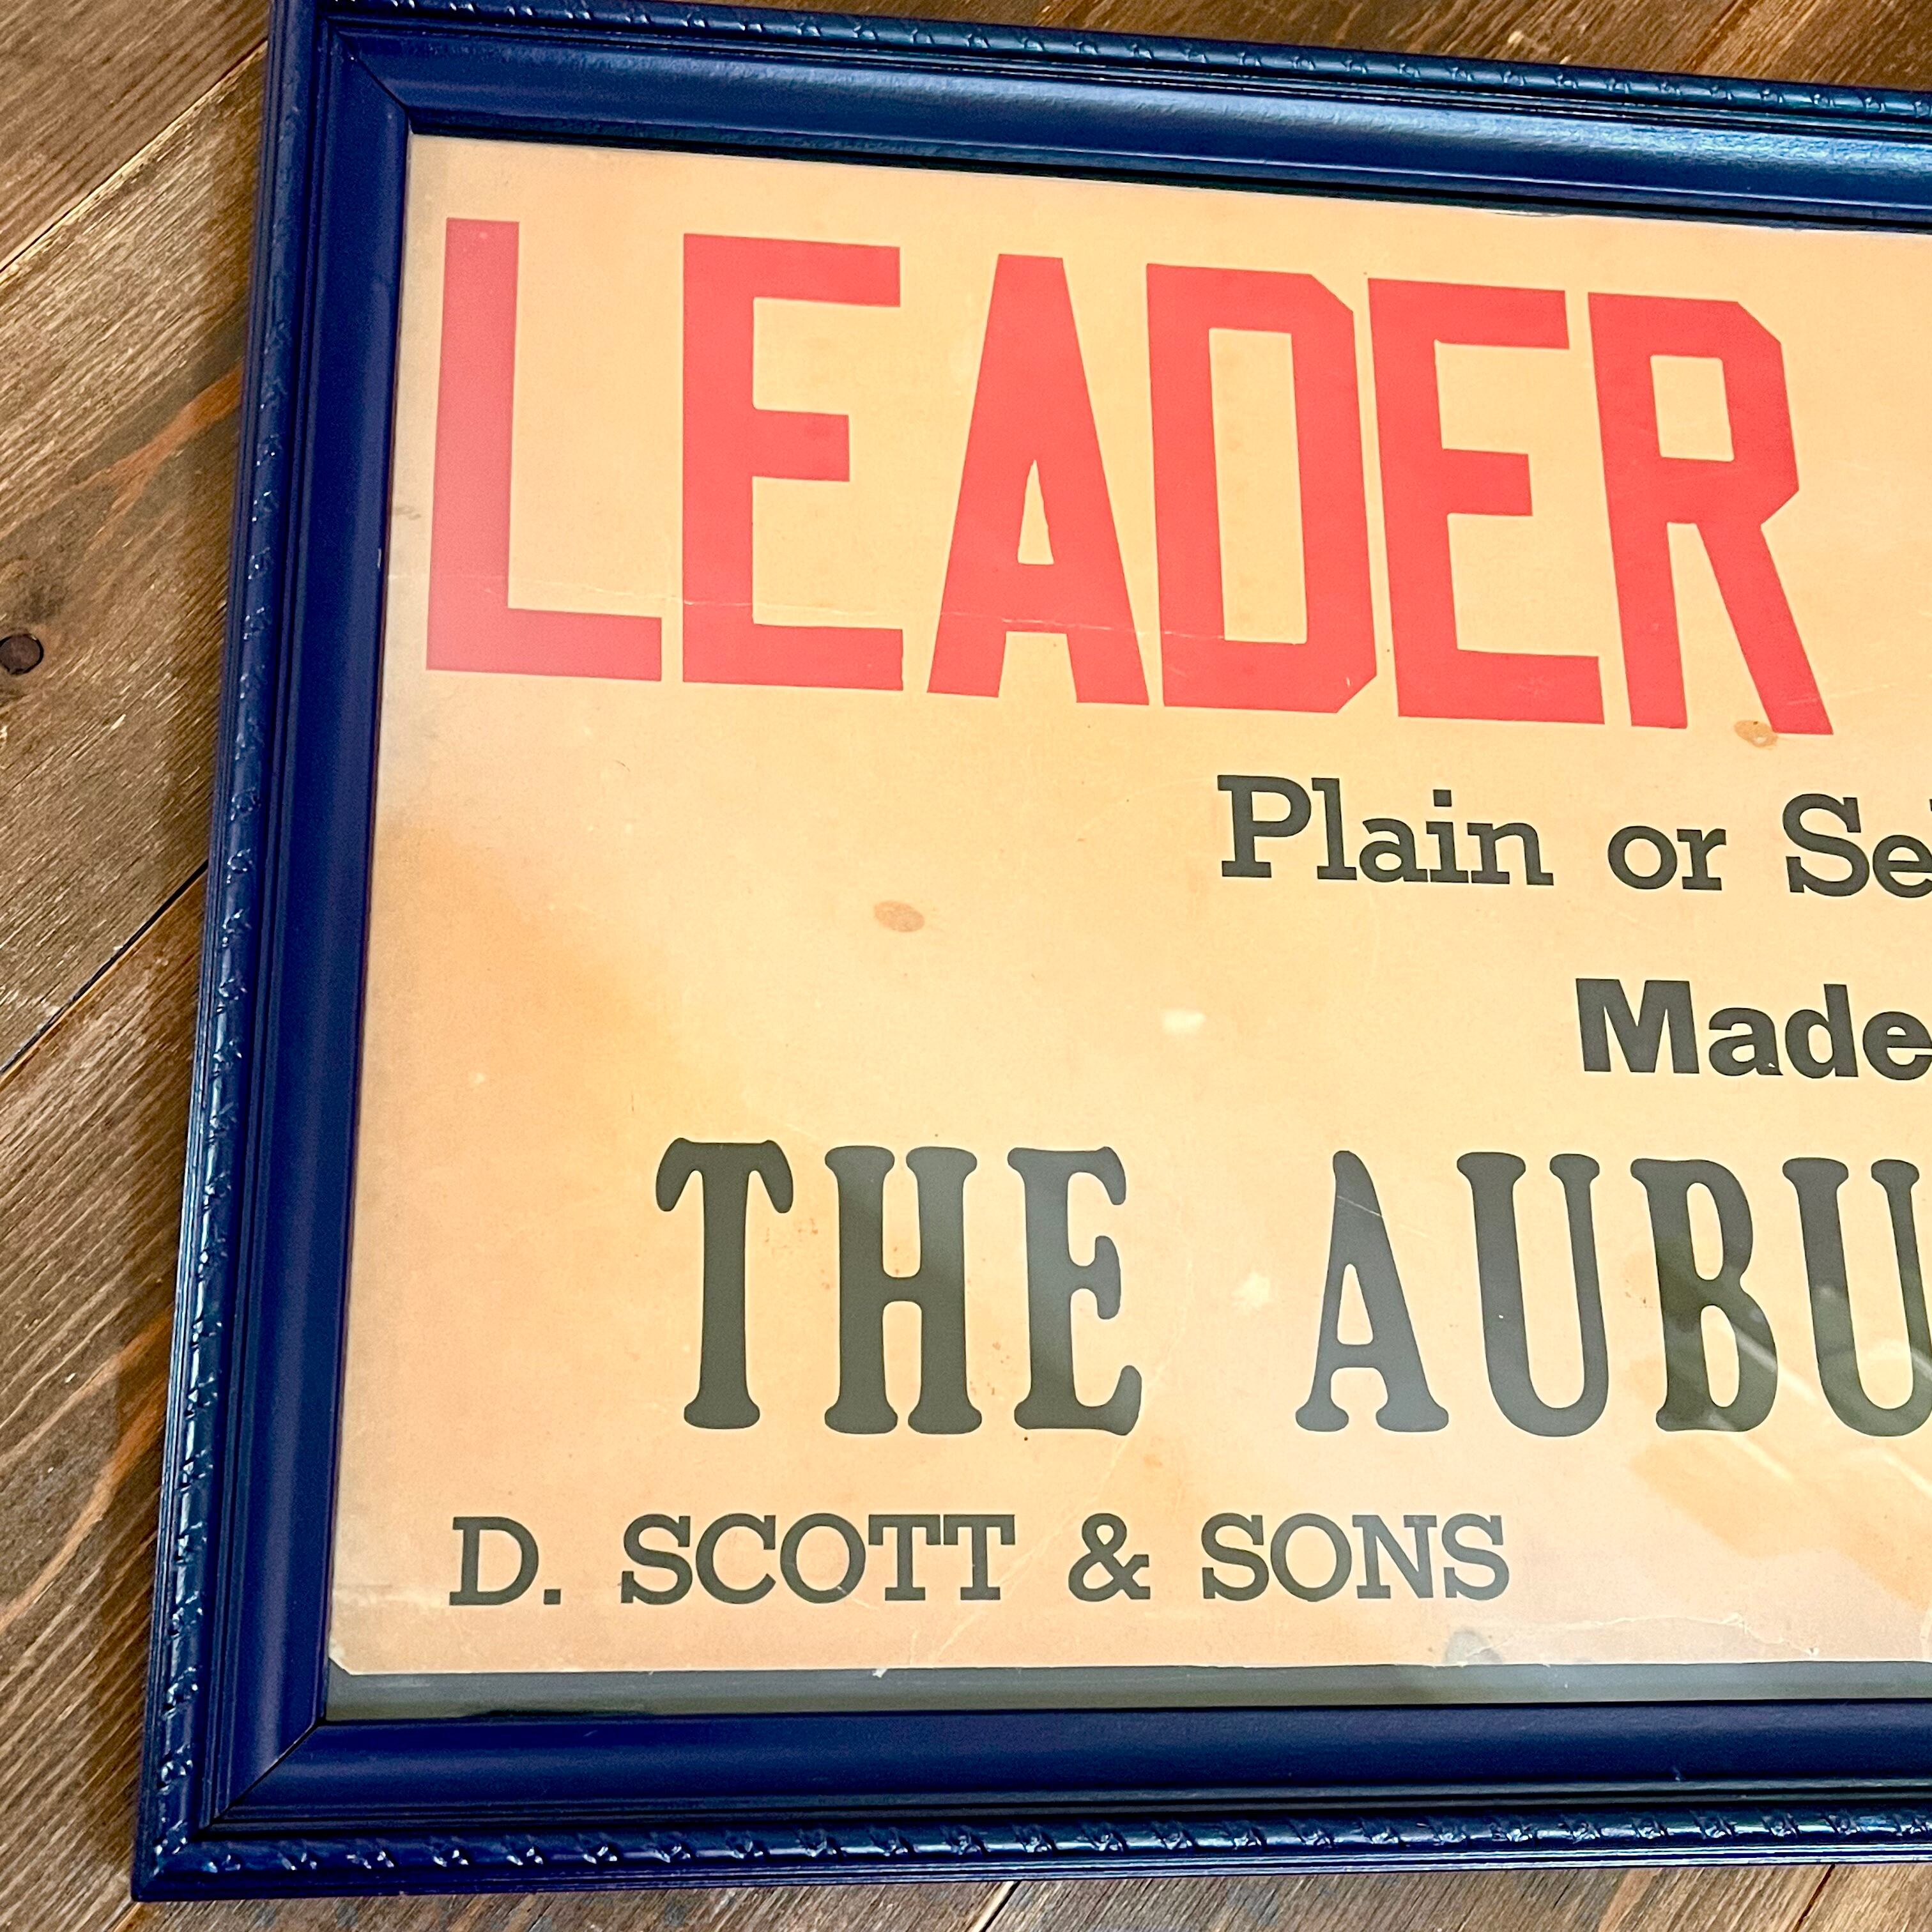 LEADER
Plain or Se
Made
THE AUBU
D. SCOTT & SONS